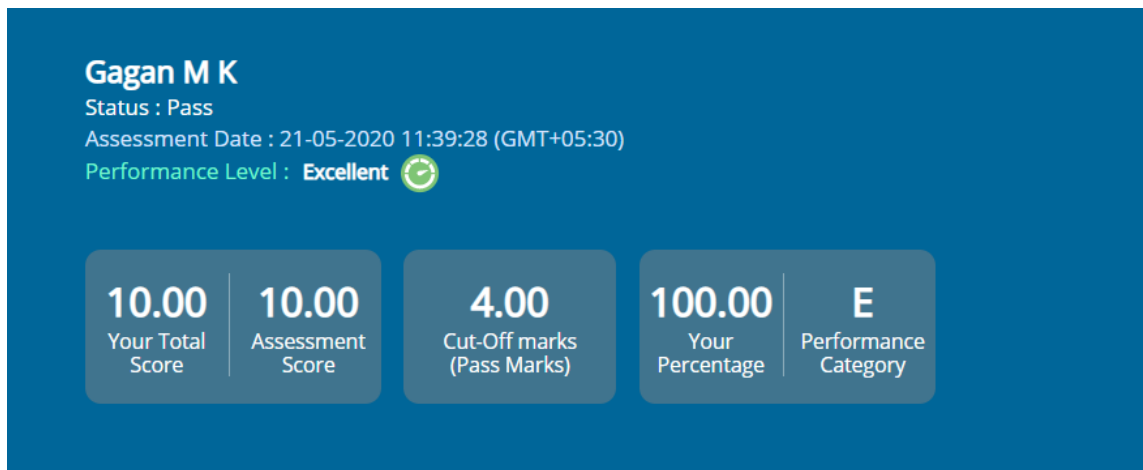 Gagan M K
Status : Pass
Assessment Date : 21-05-2020 11:39:28 (GMT+05:30)
Performance Level : Excellent
10.00
Your Total
Score
10.00
Assessment
Score
4.00
Cut-Off marks
(Pass Marks)
100.00
Your
Percentage
E
Performance
Category